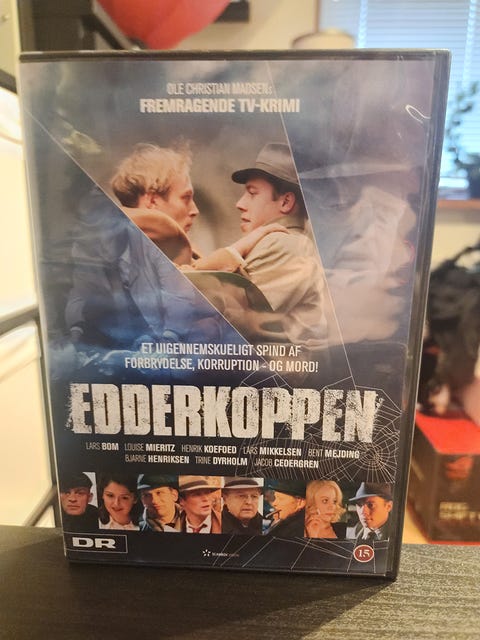 OLE CHRISTIAN MADSENs
FREMRAGENDE TV-KRIMI
ET UIGENNEMSKUELIGT SPIND AF
FORBRYDELSE, KORRUPTION - OG MORD!
EDDERKOPPEN
LARS BOM LOUISE MIERITZ HENRIK KOEFOED LARS MIKKELSEN BENT MEJDING
BJARNE HENRIKSEN TRINE DYRHOLM JACOB CEDERGREN
DR
15